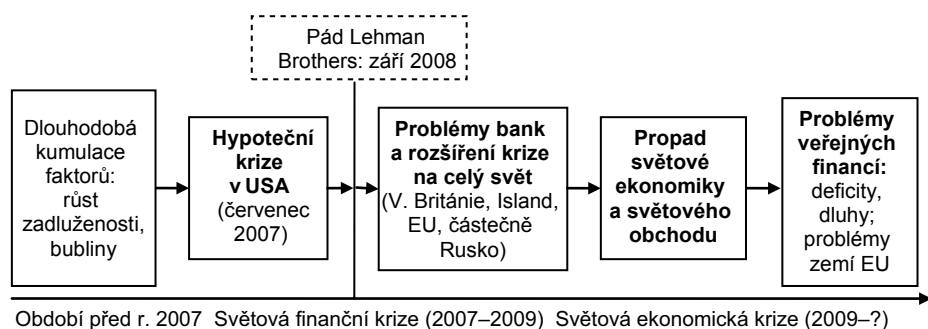 Pád Lehman
Brothers: září 2008
Dlouhodobá
kumulace
faktorů:
růst
zadluženosti,
bubliny
Hypoteční
krize
v USA
(červenec
2007)
Problémy bank
a rozšíření krize
na celý svět
(V. Británie, Island,
EU, částečně
Rusko)
Propad
světové
ekonomiky
a světového
obchodu
Problémy
veřejných
financí:
deficity,
dluhy;
problémy
zemí EU
Období před r. 2007 Světová finanční krize (2007–2009) Světová ekonomická krize (2009–?)